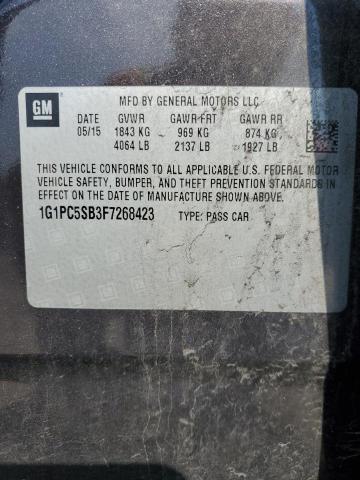 GM
MFD BY GENERAL MOTORS LLC
DATE GVWR GAWR FRT GAWR RR
05/15 1843 KG 969 KG 874 KG
4064 LB 2137 LB 1927 LB
THIS VEHICLE CONFORMS TO ALL APPLICABLE U.S. FEDERAL MOTOR
VEHICLE SAFETY, BUMPER, AND THEFT PREVENTION STANDARDS IN
EFFECT ON THE DATE OF MANUFACTURE SHOWN ABOVE.
1G1PC5SB3F7268423 TYPE: PASS CAR